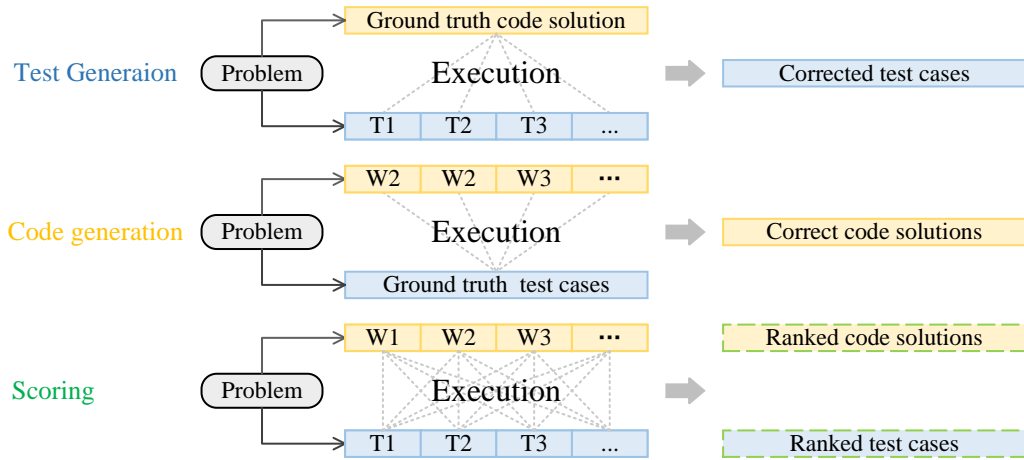 Ground truth code solution
Test Generaion
Problem
Execution
Corrected test cases
T1 T2 T3 ...
W2 W2 W3 ...
Code generation
Problem
Execution
Correct code solutions
Ground truth test cases
W1 W2 W3 ...
Ranked code solutions
Scoring
Problem
Execution
T1 T2 T3 ...
Ranked test cases